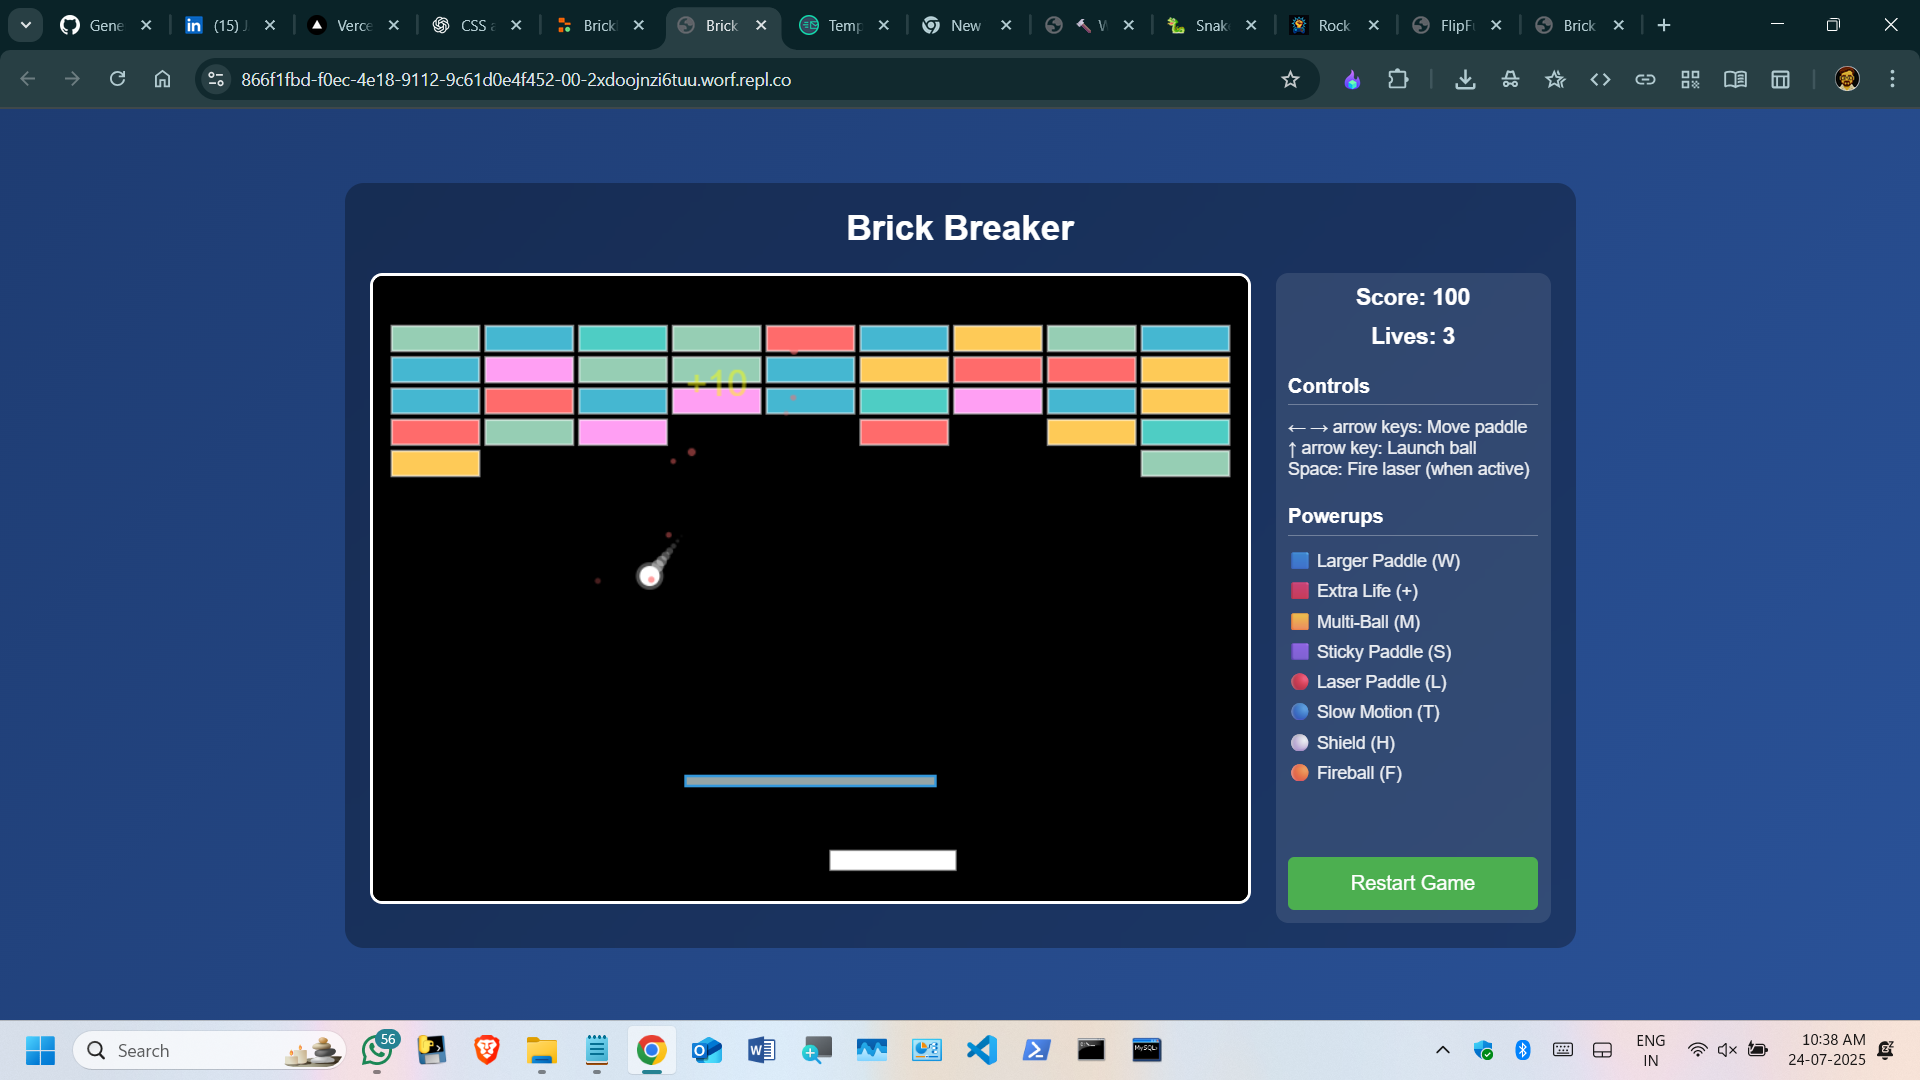 Gene
(15) J
Verce
CSS a
Brick
Brick
Temp
New
W
Snak
Rock
FlipF
Brick
866f1fbd-f0ec-4e18-9112-9c61d0e4f452-00-2xdoojnzi6tuu.worf.repl.co
Brick Breaker
+10
Score: 100
Lives: 3
Controls
←→ arrow keys: Move paddle
↑ arrow key: Launch ball
Space: Fire laser (when active)
Powerups
Larger Paddle (W)
Extra Life (+)
Multi-Ball (M)
Sticky Paddle (S)
Laser Paddle (L)
Slow Motion (T)
Shield (H)
Fireball (F)
Restart Game
Search
56
ENG
IN
10:38 AM
24-07-2025